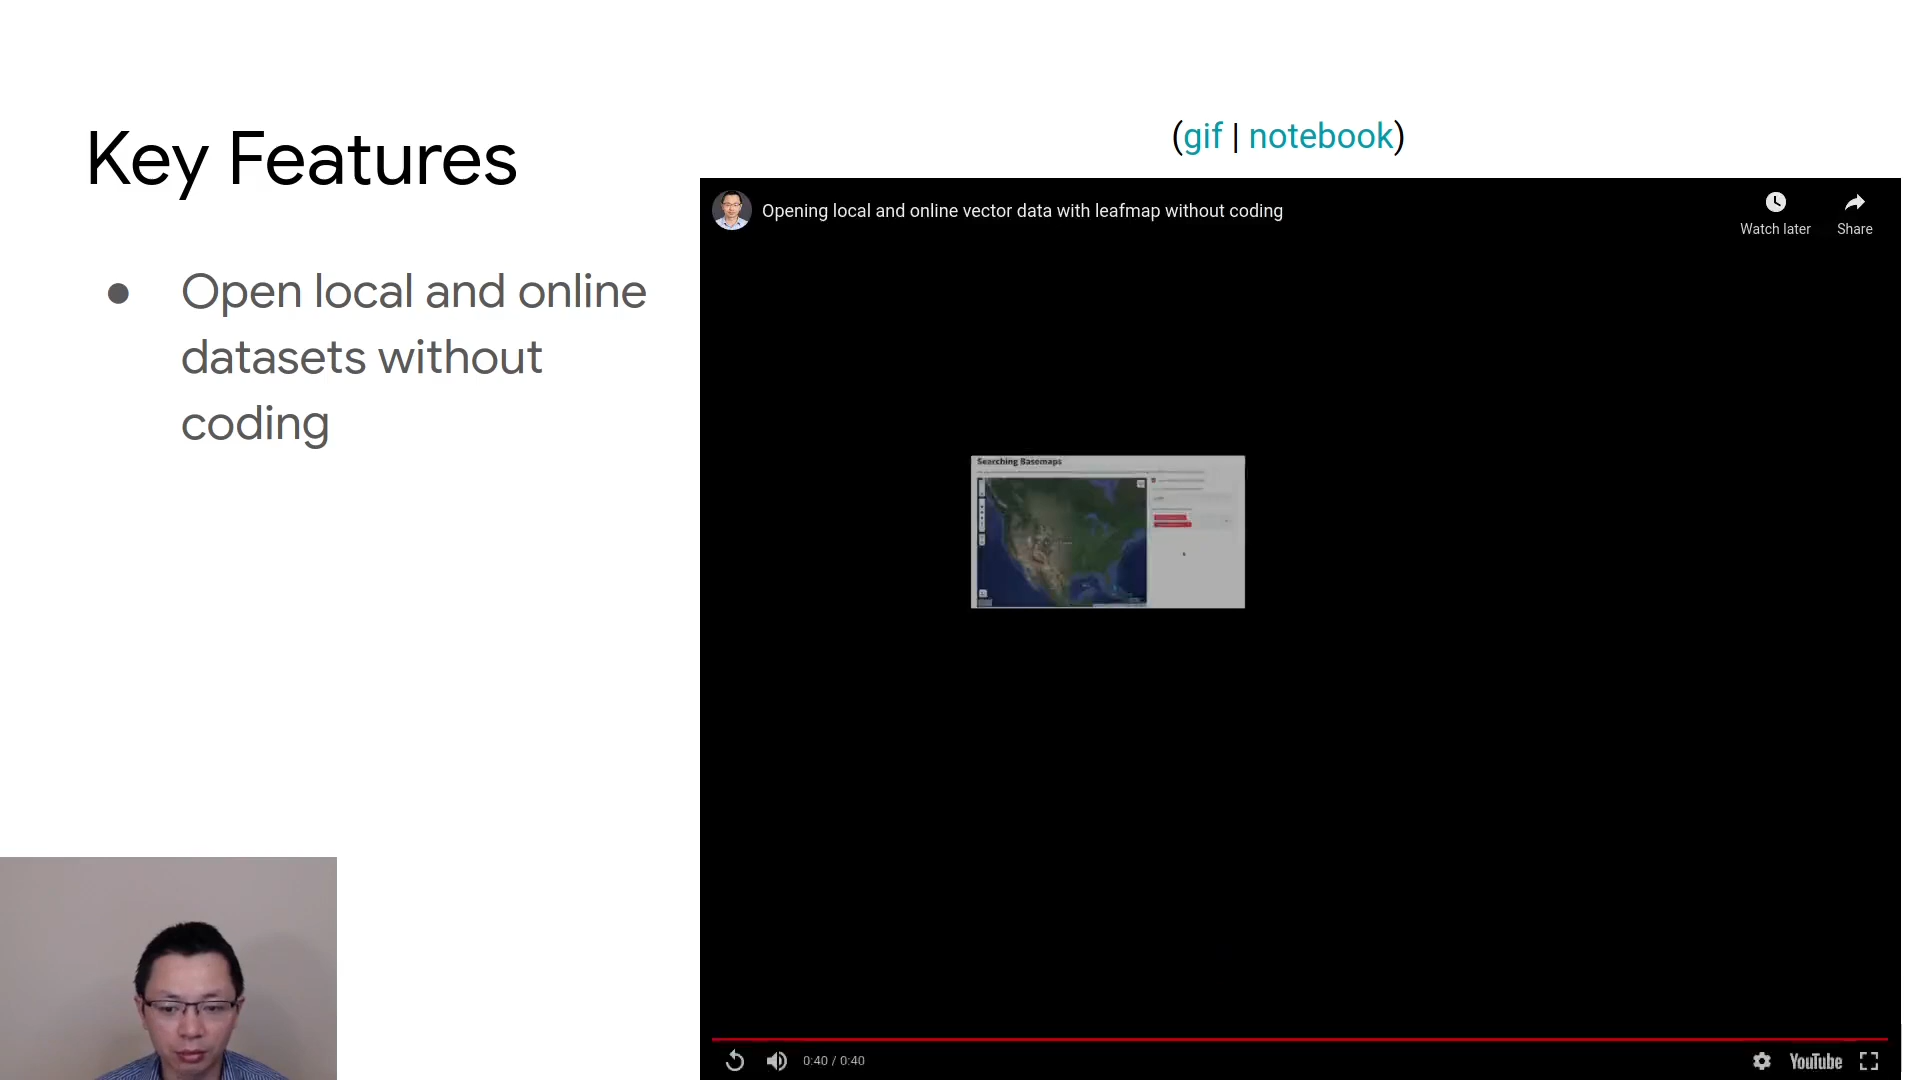 Key Features
(gif | notebook)
● Open local and online
datasets without
coding
Opening local and online vector data with leafmap without coding
Watch later
Share
Searching Basemaps
0:40 / 0:40
YouTube